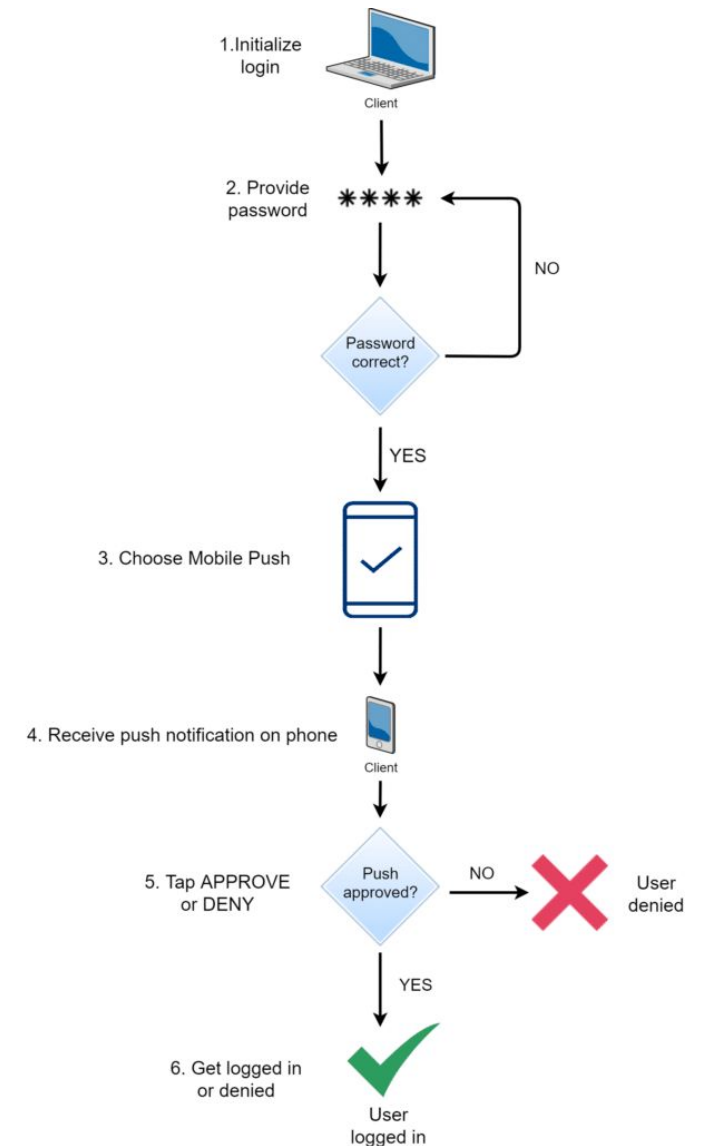 1.Initialize
login
Client
2. Provide
password
****
NO
Password
correct?
YES
3. Choose Mobile Push
4. Receive push notification on phone
Client
5. Tap APPROVE
or DENY
Push
approved?
NO
User
denied
YES
6. Get logged in
or denied
User
logged in